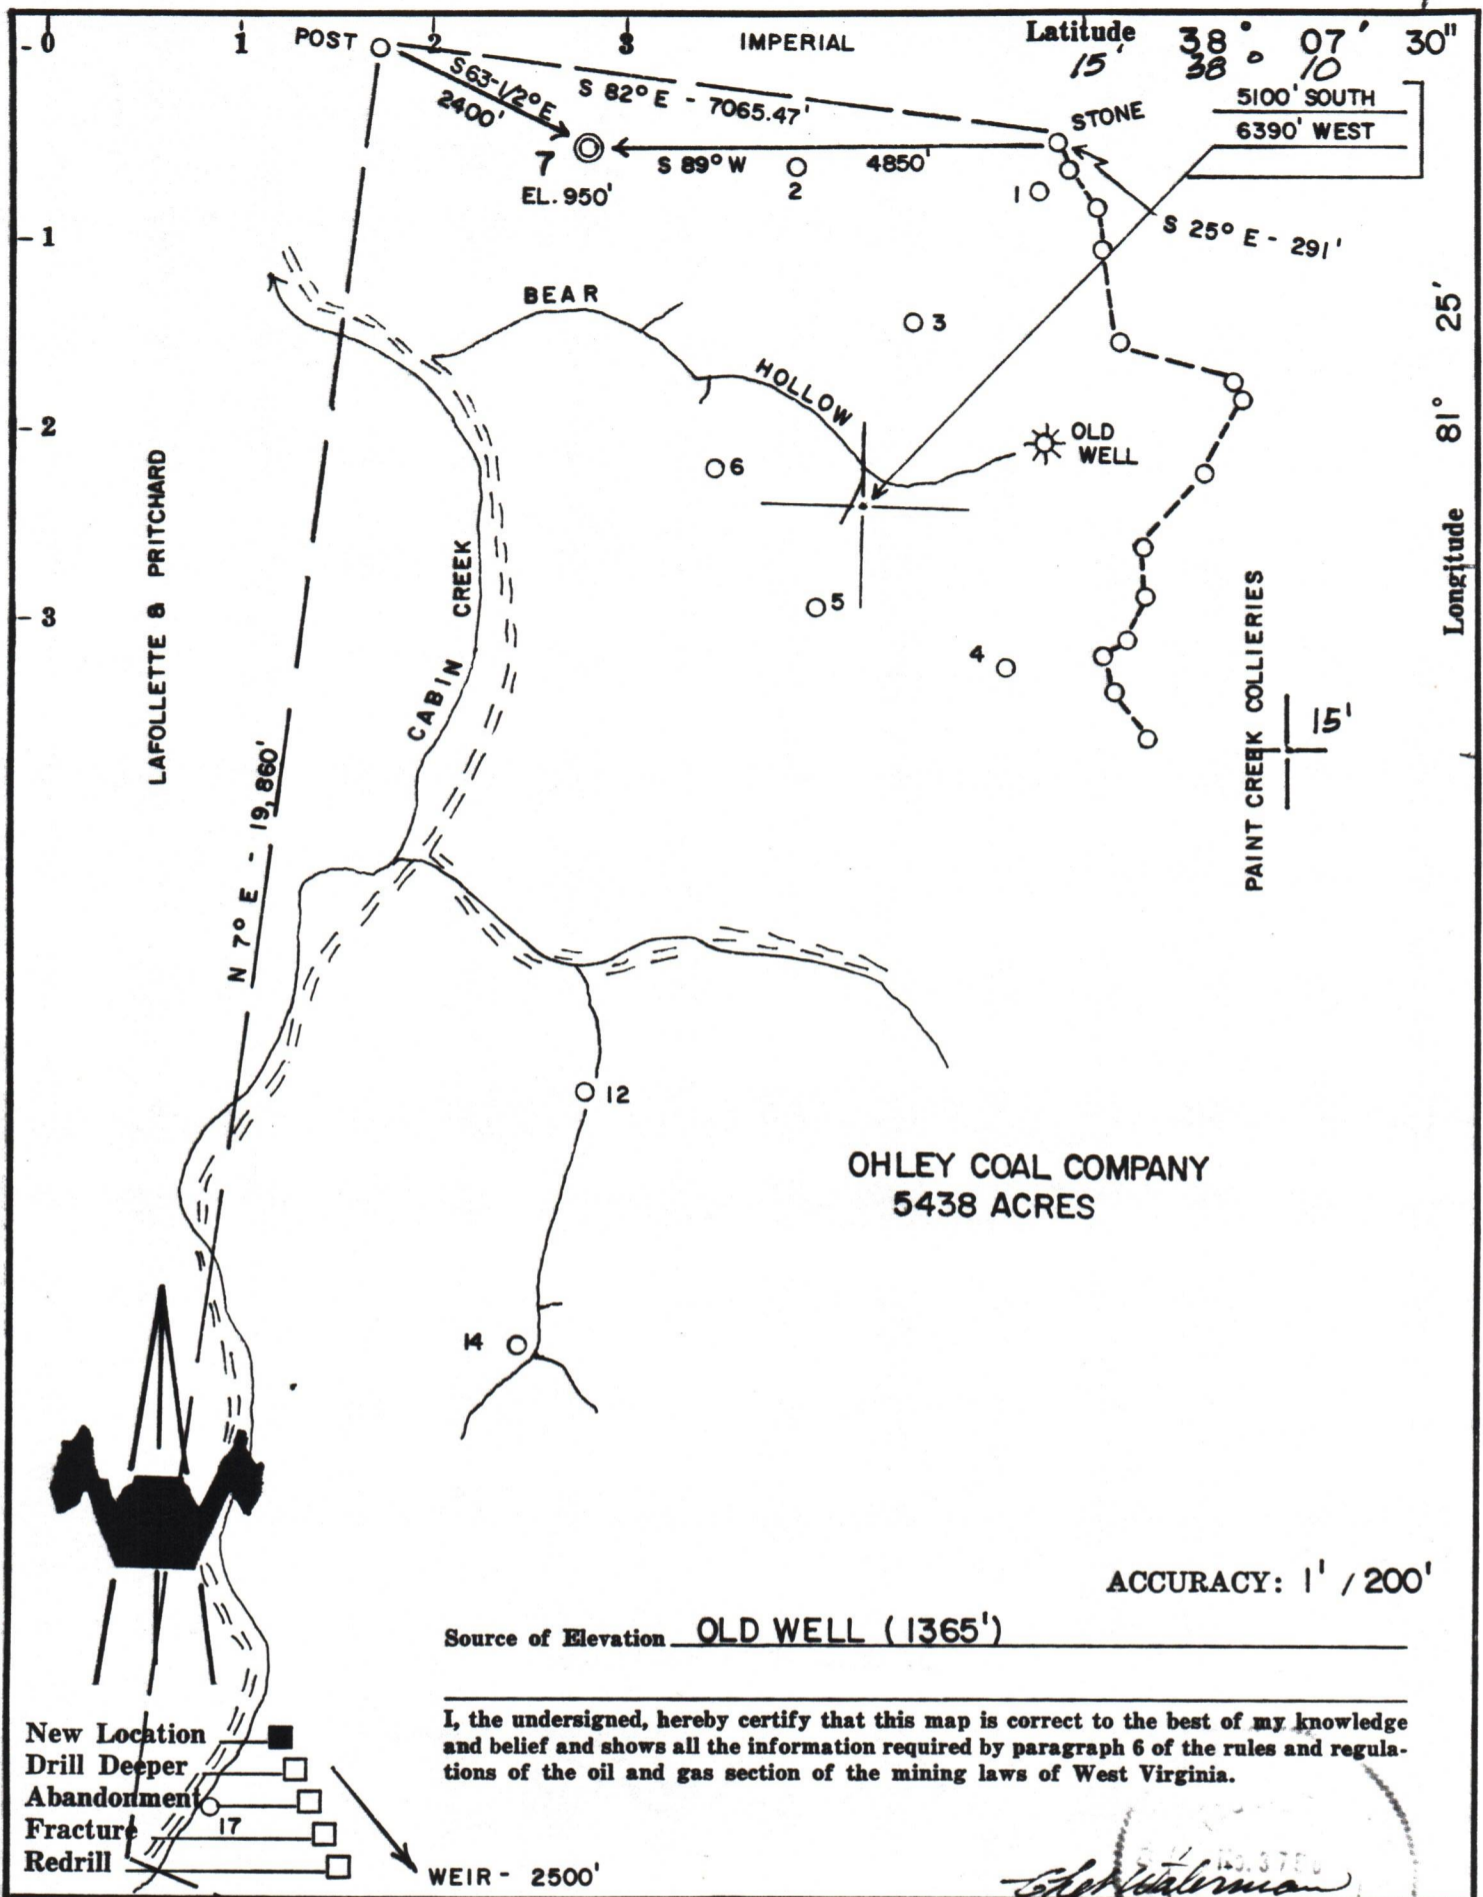 - 0 1 2 3
POST
IMPERIAL
Latitude 38° 07' 30"
15' 38° 10
S 63-1/2° E
2400'
S 82° E - 7065.47'
STONE
5100' SOUTH
6390' WEST
7
EL. 950'
S 89° W 4850'
2
1
S 25° E - 291'
- 1
BEAR
HOLLOW
3
25'
81°
Longitude
- 2
OLD
WELL
6
LAFOLLETTE & PRITCHARD
CABIN CREEK
- 3
5
4
PAINT CREEK COLLIERIES
15'
N 7° E - 19,860'
12
OHLEY COAL COMPANY
5438 ACRES
14
ACCURACY: 1' / 200'
Source of Elevation OLD WELL (1365')
I, the undersigned, hereby certify that this map is correct to the best of my knowledge
and belief and shows all the information required by paragraph 6 of the rules and regula-
tions of the oil and gas section of the mining laws of West Virginia.
New Location
Drill Deeper
Abandonment
Fracture
17
Redrill
WEIR - 2500'